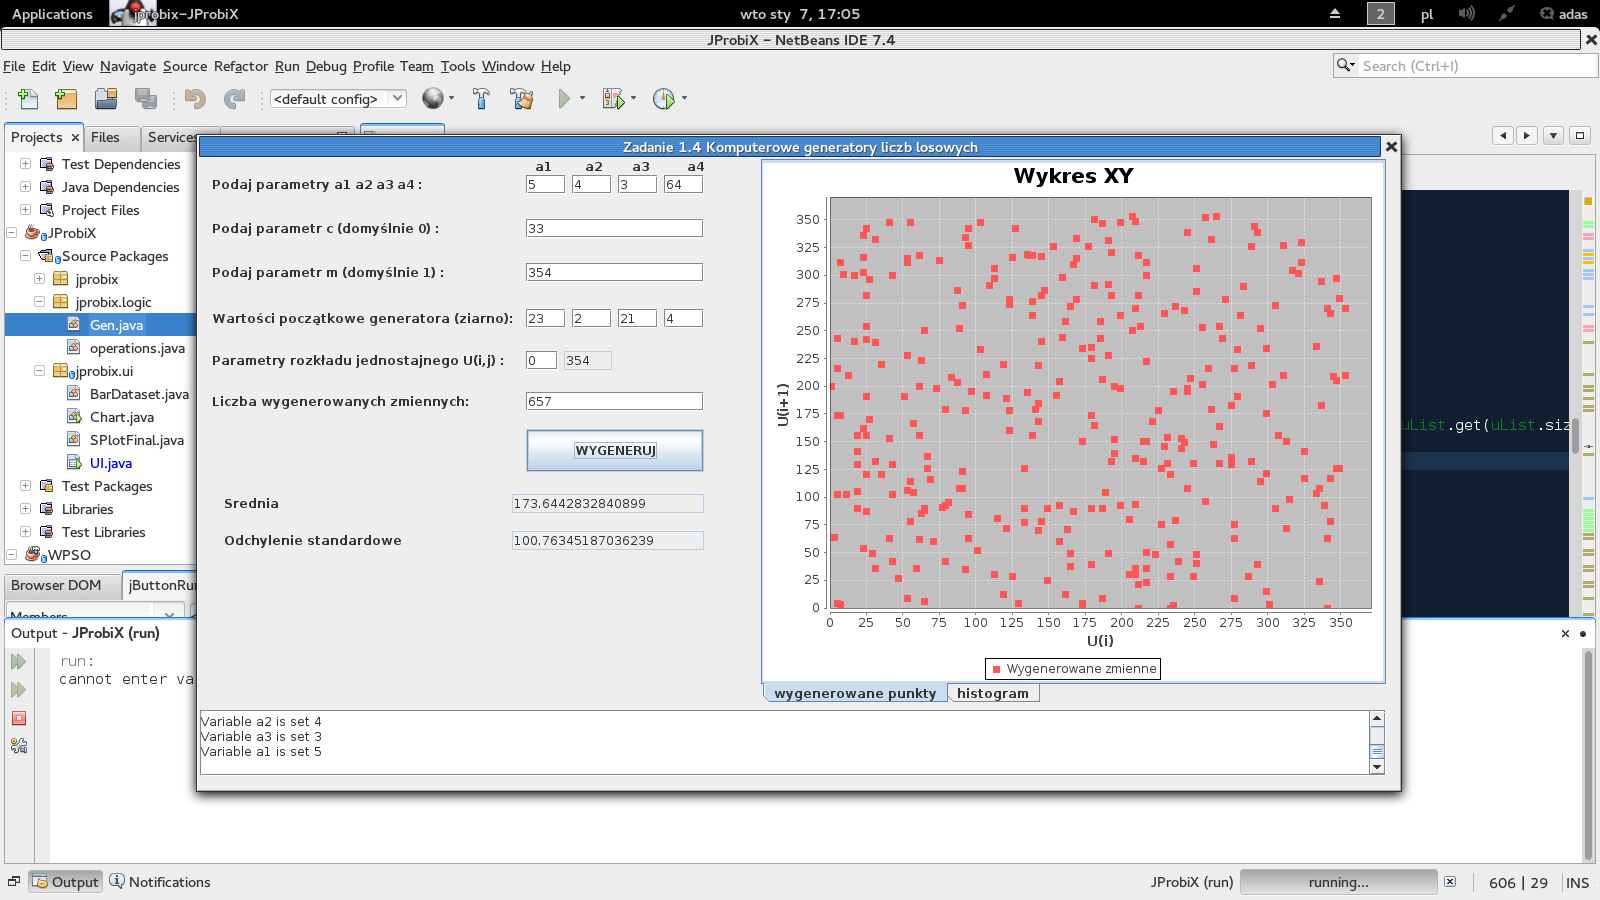 Applications
jprobix-JProbiX
wto sty 7, 17:05
2
pl
adas
JProbiX - NetBeans IDE 7.4
File Edit View Navigate Source Refactor Run Debug Profile Team Tools Window Help
Search (Ctrl+I)
<default config>
Projects
Files
Services
Test Dependencies
Java Dependencies
Project Files
JProbiX
Source Packages
jprobix
jprobix.logic
Gen.java
operations.java
jprobix.ui
BarDataset.java
Chart.java
SPlotFinal.java
UI.java
Test Packages
Libraries
Test Libraries
WPSO
Browser DOM
jButtonRu
Members
Zadanie 1.4 Komputerowe generatory liczb losowych
a1 a2 a3 a4
Podaj parametry a1 a2 a3 a4 : 5 4 3 64
Podaj parametr c (domyślnie 0) : 33
Podaj parametr m (domyślnie 1) : 354
Wartości początkowe generatora (ziarno): 23 2 21 4
Parametry rozkładu jednostajnego U(i,j) : 0 354
Liczba wygenerowanych zmiennych: 657
WYGENERUJ
Srednia 173.6442832840899
Odchylenie standardowe 100.76345187036239
Wykres XY
U(i+1)
350
325
300
275
250
225
200
175
150
125
100
75
50
25
0
0 25 50 75 100 125 150 175 200 225 250 275 300 325 350
U(i)
Wygenerowane zmienne
wygenerowane punkty
histogram
Variable a2 is set 4
Variable a3 is set 3
Variable a1 is set 5
uList.get(uList.siz
Output - JProbiX (run)
run:
cannot enter va
Output
Notifications
JProbiX (run)
running...
606 | 29
INS